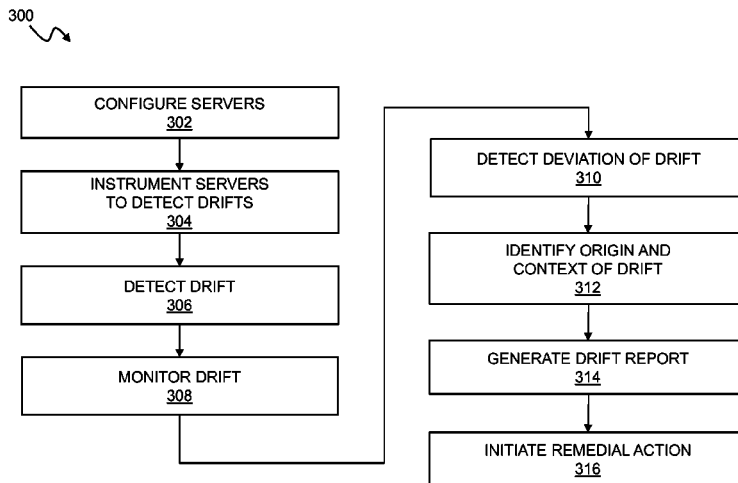 300
CONFIGURE SERVERS
302
INSTRUMENT SERVERS
TO DETECT DRIFTS
304
DETECT DRIFT
306
MONITOR DRIFT
308
DETECT DEVIATION OF DRIFT
310
IDENTIFY ORIGIN AND
CONTEXT OF DRIFT
312
GENERATE DRIFT REPORT
314
INITIATE REMEDIAL ACTION
316